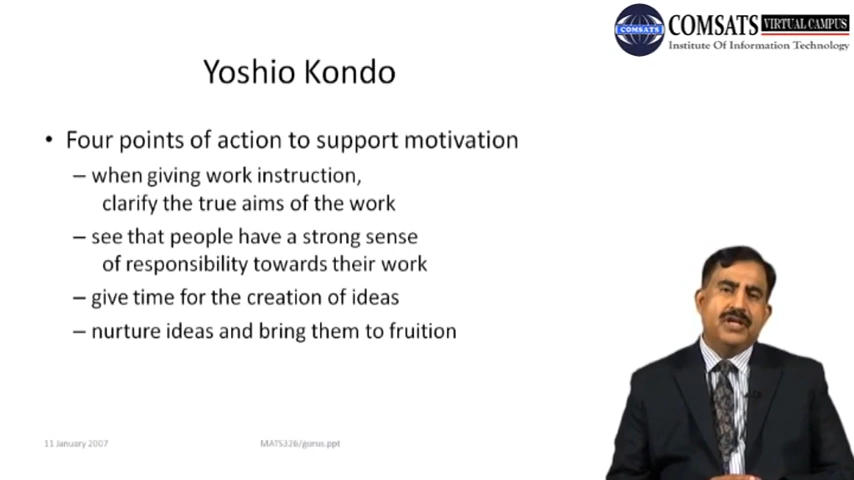 COMSATS VIRTUAL CAMPUS
Institute Of Information Technology
COMSATS
Yoshio Kondo
• Four points of action to support motivation
– when giving work instruction,
clarify the true aims of the work
– see that people have a strong sense
of responsibility towards their work
– give time for the creation of ideas
– nurture ideas and bring them to fruition
11 January 2007
MATS326/gurus.ppt